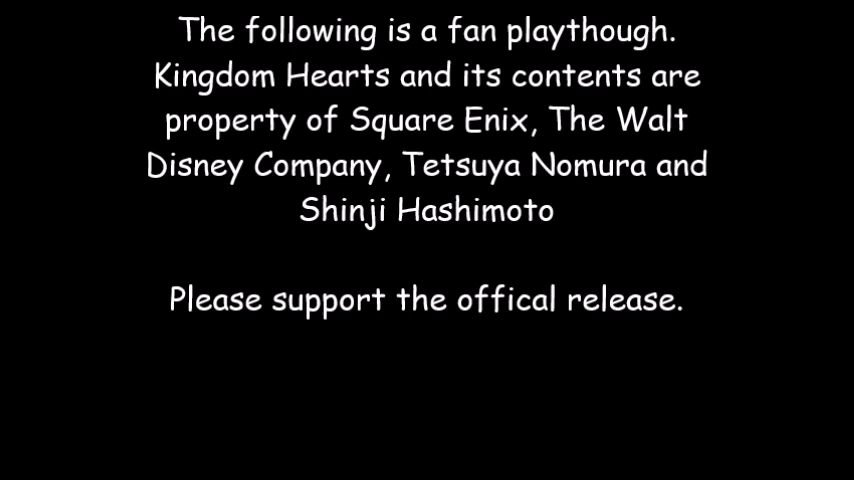 The following is a fan playthough.
Kingdom Hearts and its contents are
property of Square Enix, The Walt
Disney Company, Tetsuya Nomura and
Shinji Hashimoto
Please support the offical release.